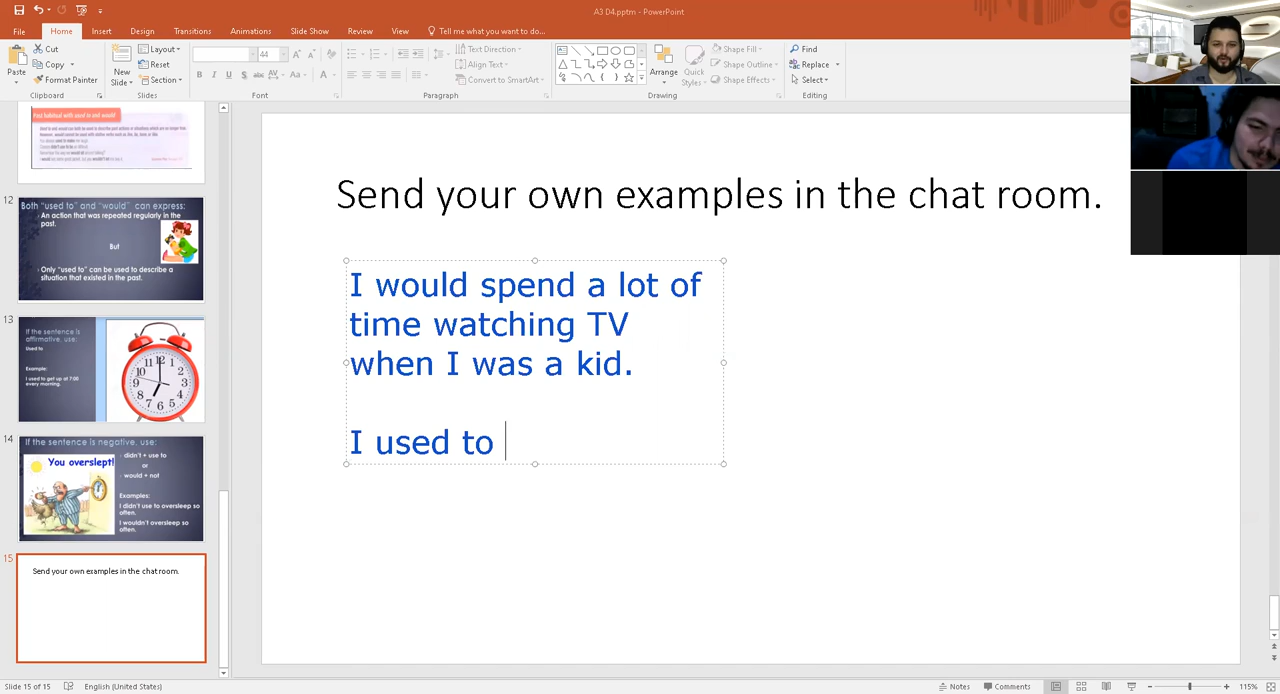 A3 D4.pptm - PowerPoint
File Home Insert Design Transitions Animations Slide Show Review View Tell me what you want to do...
Paste
Cut
Copy
Format Painter
Clipboard
New
Slide
Layout
Reset
Section
Slides
44
B I U S abc AV Aa A
Font
Text Direction
Align Text
Convert to SmartArt
Paragraph
Arrange
Quick
Styles
Shape Fill
Shape Outline
Shape Effects
Drawing
Find
Replace
Select
Editing
12
Both "used to" and "would" can express:
An action that was repeated regularly in the
past.
But
Only "used to" can be used to describe a
situation that existed in the past.
13
If the sentence is
affirmative, use:
Used to
Example:
I used to get up at 7:00
every morning.
14
If the sentence is negative, use:
You overslept!
didn't + use to
or
would + not
Examples:
I didn't use to oversleep so
often.
I wouldn't oversleep so
often.
15
Send your own examples in the chat room.
Send your own examples in the chat room.
I would spend a lot of
time watching TV
when I was a kid.
I used to
Slide 15 of 15 English (United States)
Notes Comments 115%